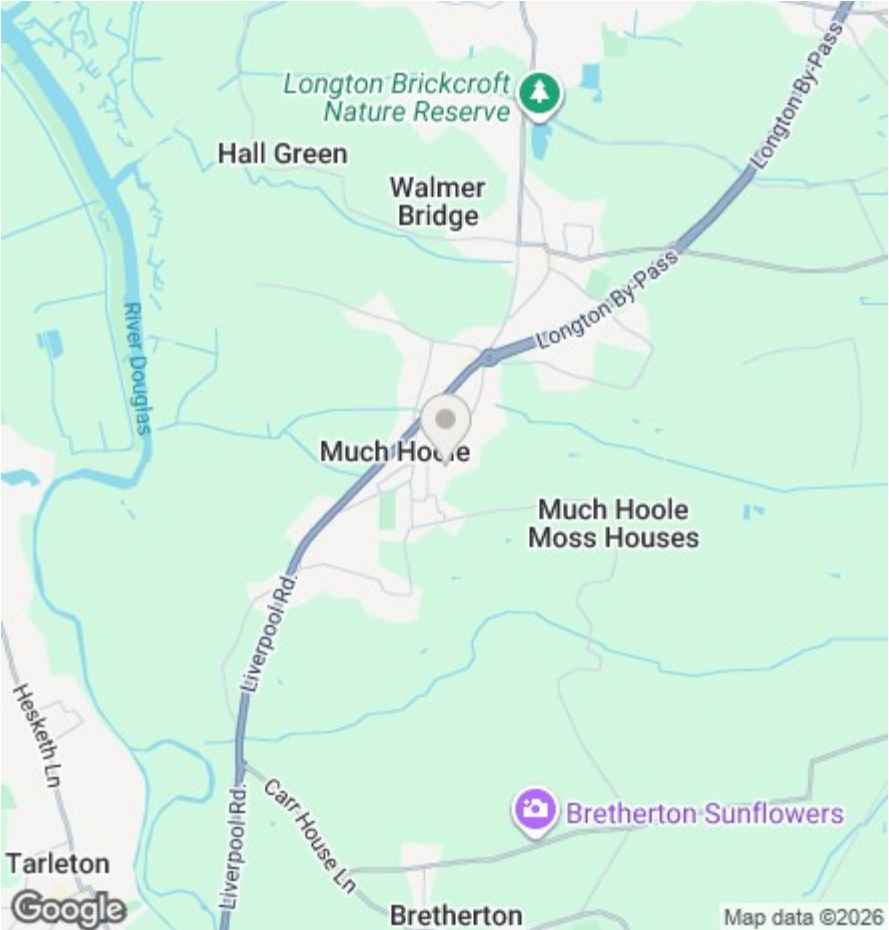 Longton By-Pass
Longton Brickcroft
Nature Reserve
Hall Green
Walmer
Bridge
Longton By-Pass
River Douglas
Much Hoole
Much Hoole
Moss Houses
Liverpool Rd.
Hesketh Ln
Carr House Ln
Liverpool Rd.
Bretherton Sunflowers
Tarleton
Google
Bretherton
Map data ©2026